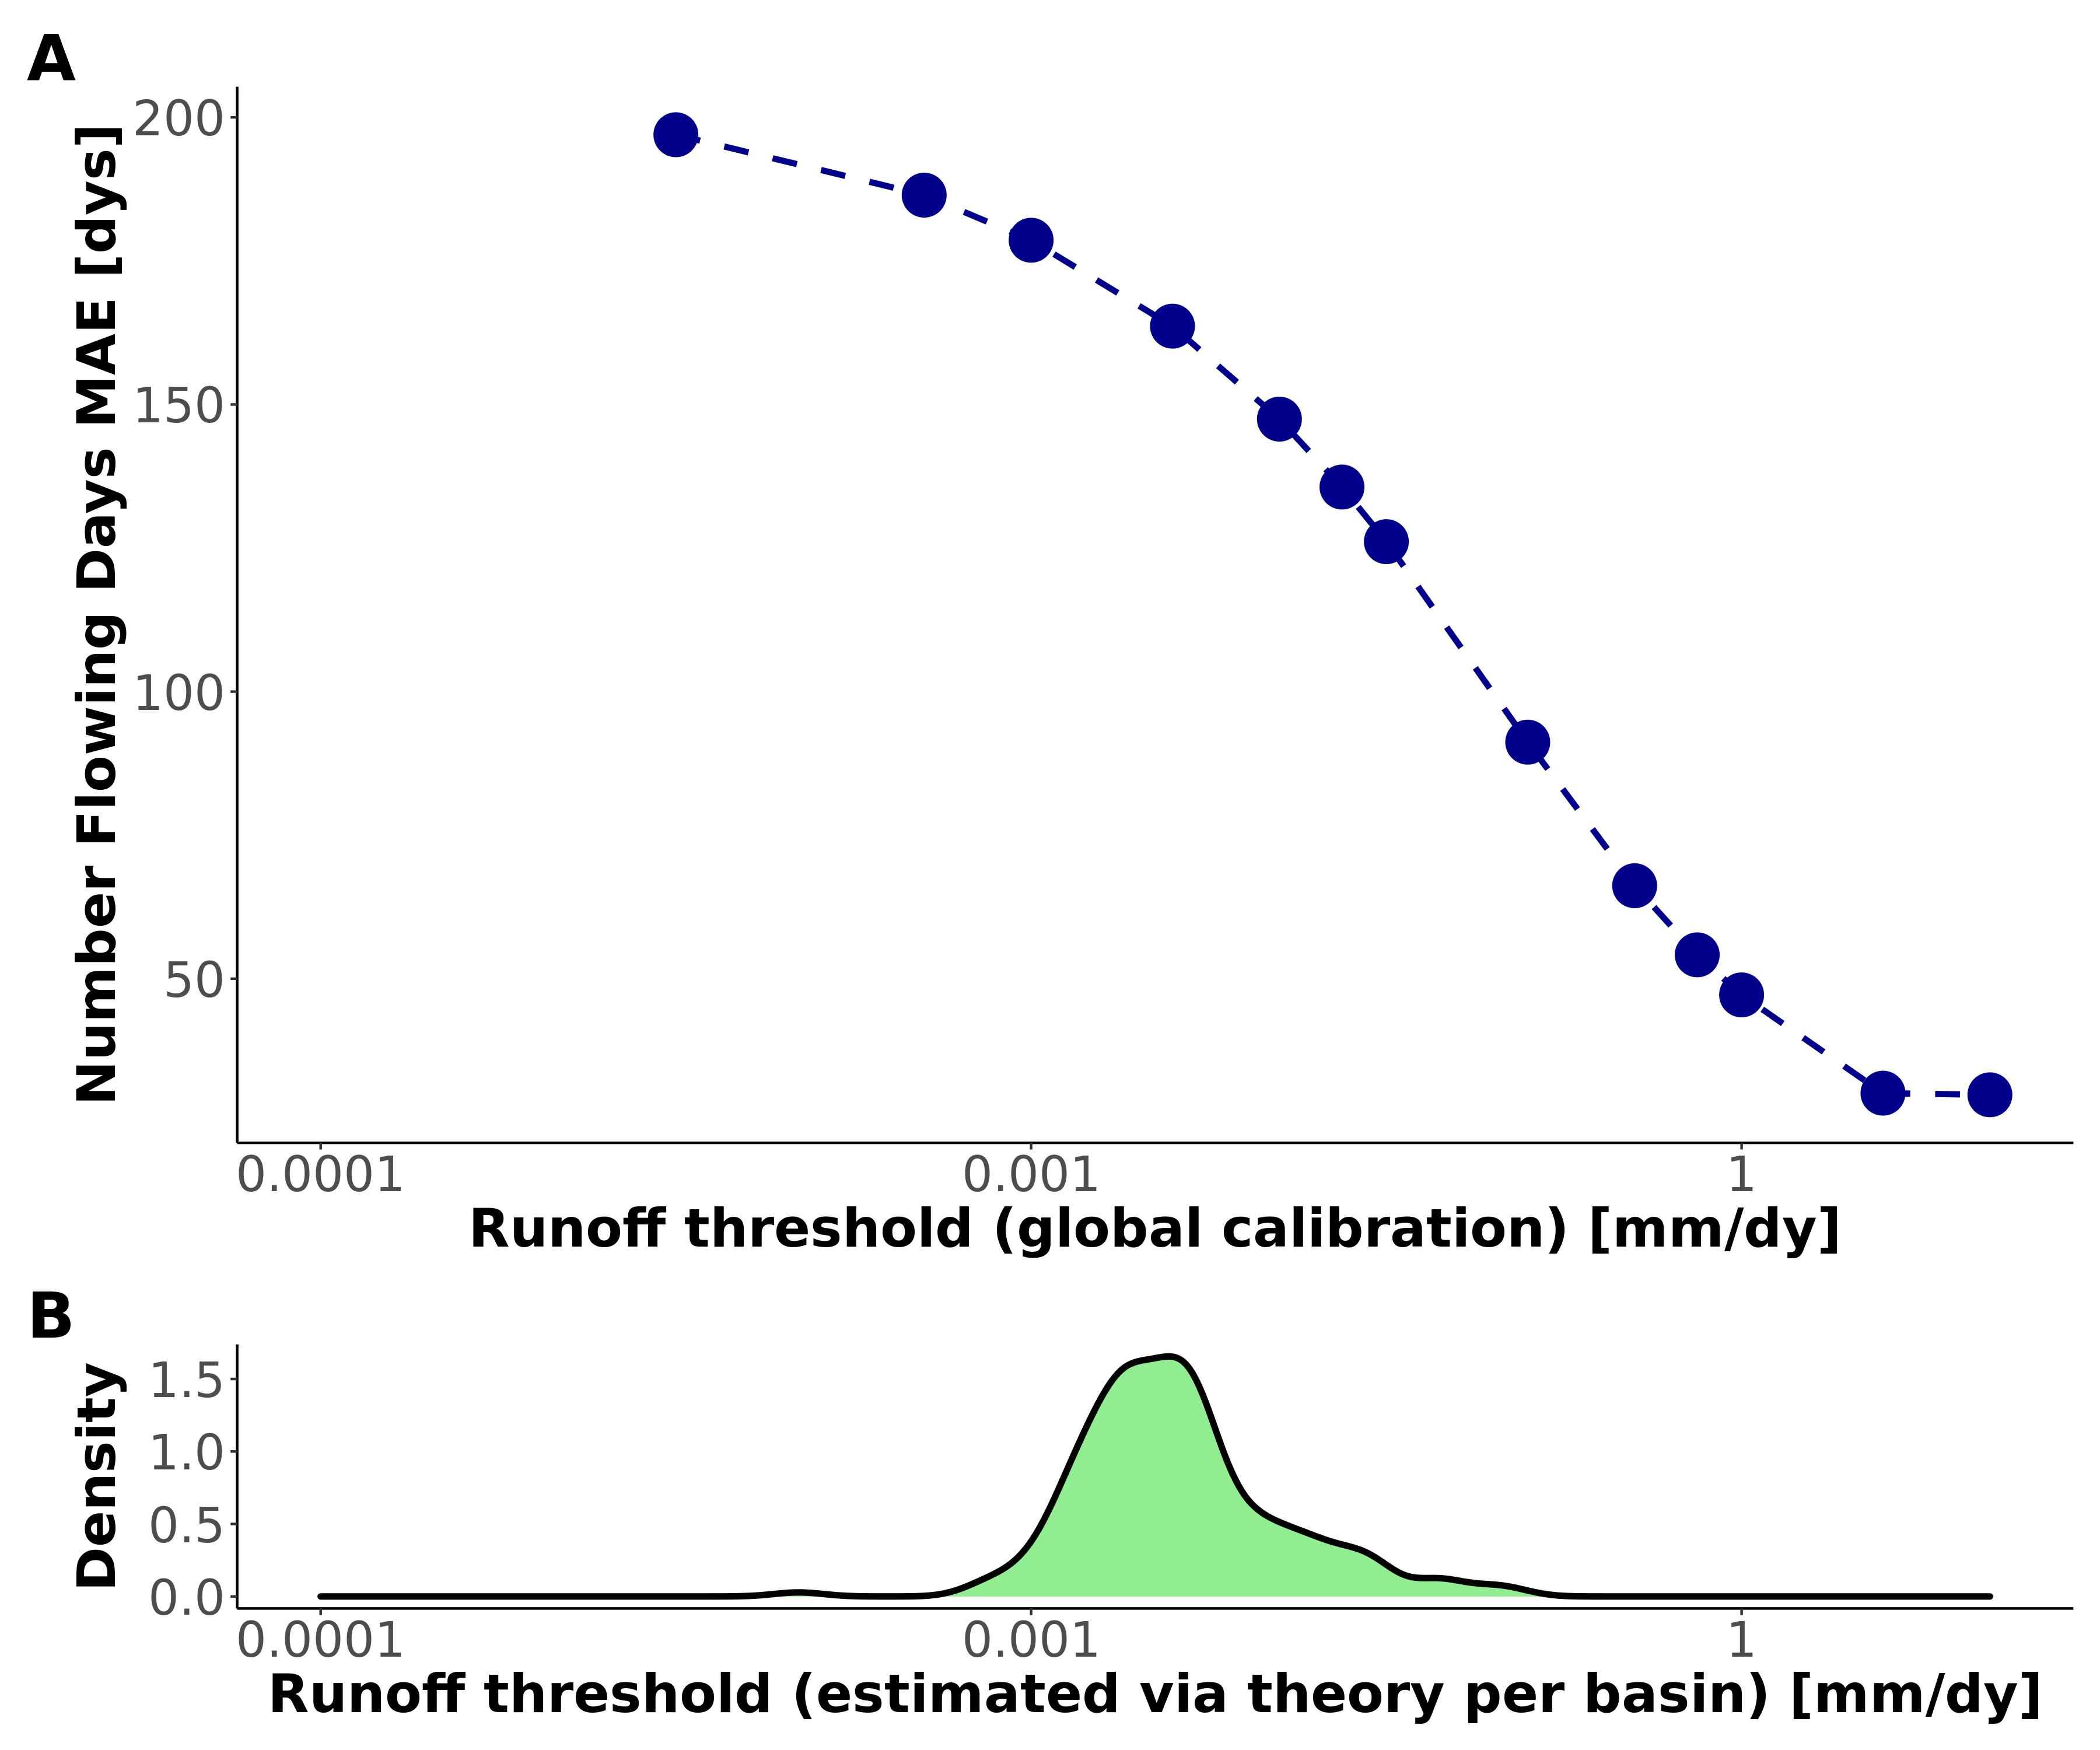 A
Number Flowing Days MAE [dys]
200
150
100
50
0.0001 0.001 1
Runoff threshold (global calibration) [mm/dy]
B
Density
1.5
1.0
0.5
0.0
0.0001 0.001 1
Runoff threshold (estimated via theory per basin) [mm/dy]